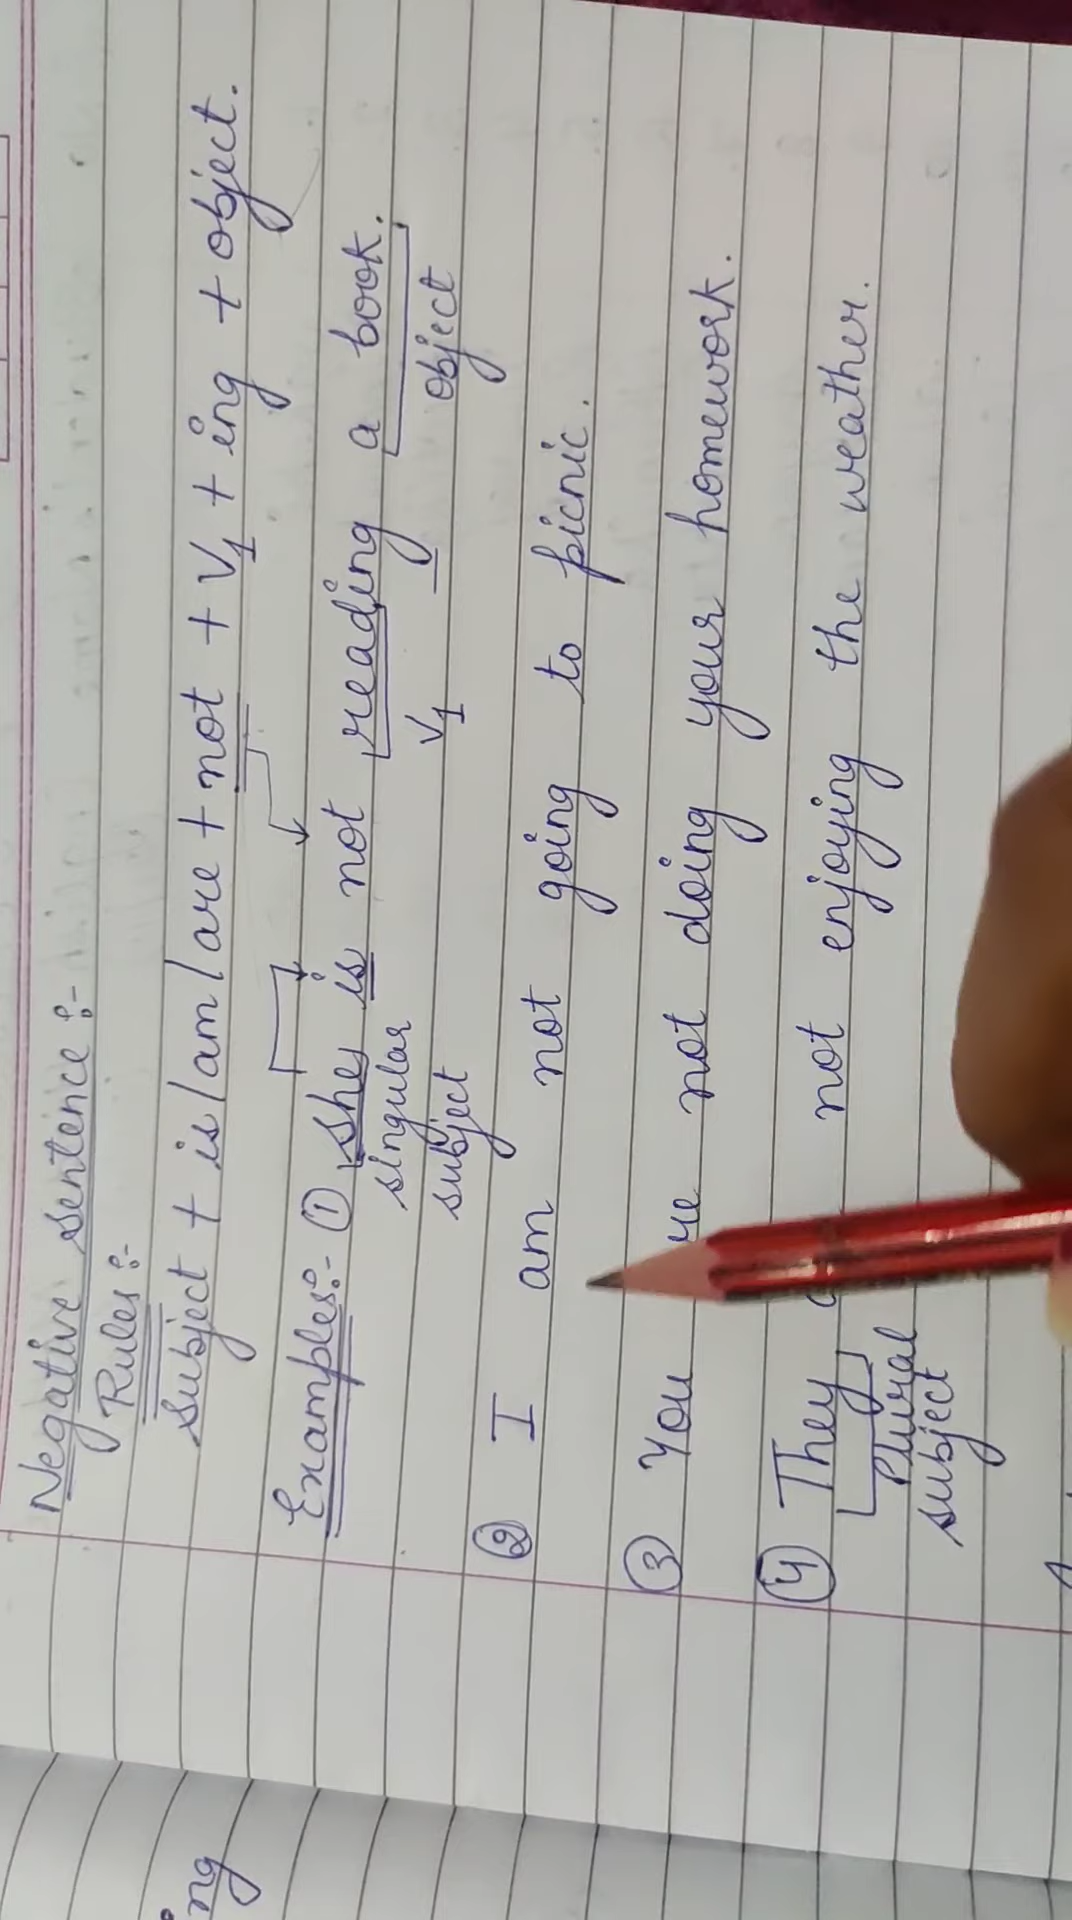 Negative sentence :-
Rules :-
Subject + is/am/are + not + V1 + ing + object.
Examples:- ① She is not reading a book.
singular V1 object
subject
② I am not going to picnic.
③ You re not doing your homework.
④ They not enjoying the weather.
Plural
subject
ng